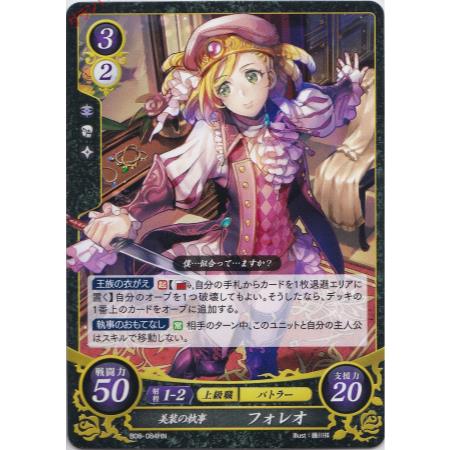 3
2
僕…似合って…ますか?
王族の衣がえ 起【自分の手札からカードを1枚退避エリアに
置く】自分のオーブを1つ破壊してもよい。そうしたなら、デッキの
1番上のカードをオーブに追加する。
執事のおもてなし 常 相手のターン中、このユニットと自分の主人公
はスキルで移動しない。
戦闘力 50
射程 1-2 上級職 バトラー
支援力 20
美装の執事 フォレオ
B08-084HN
Illust: